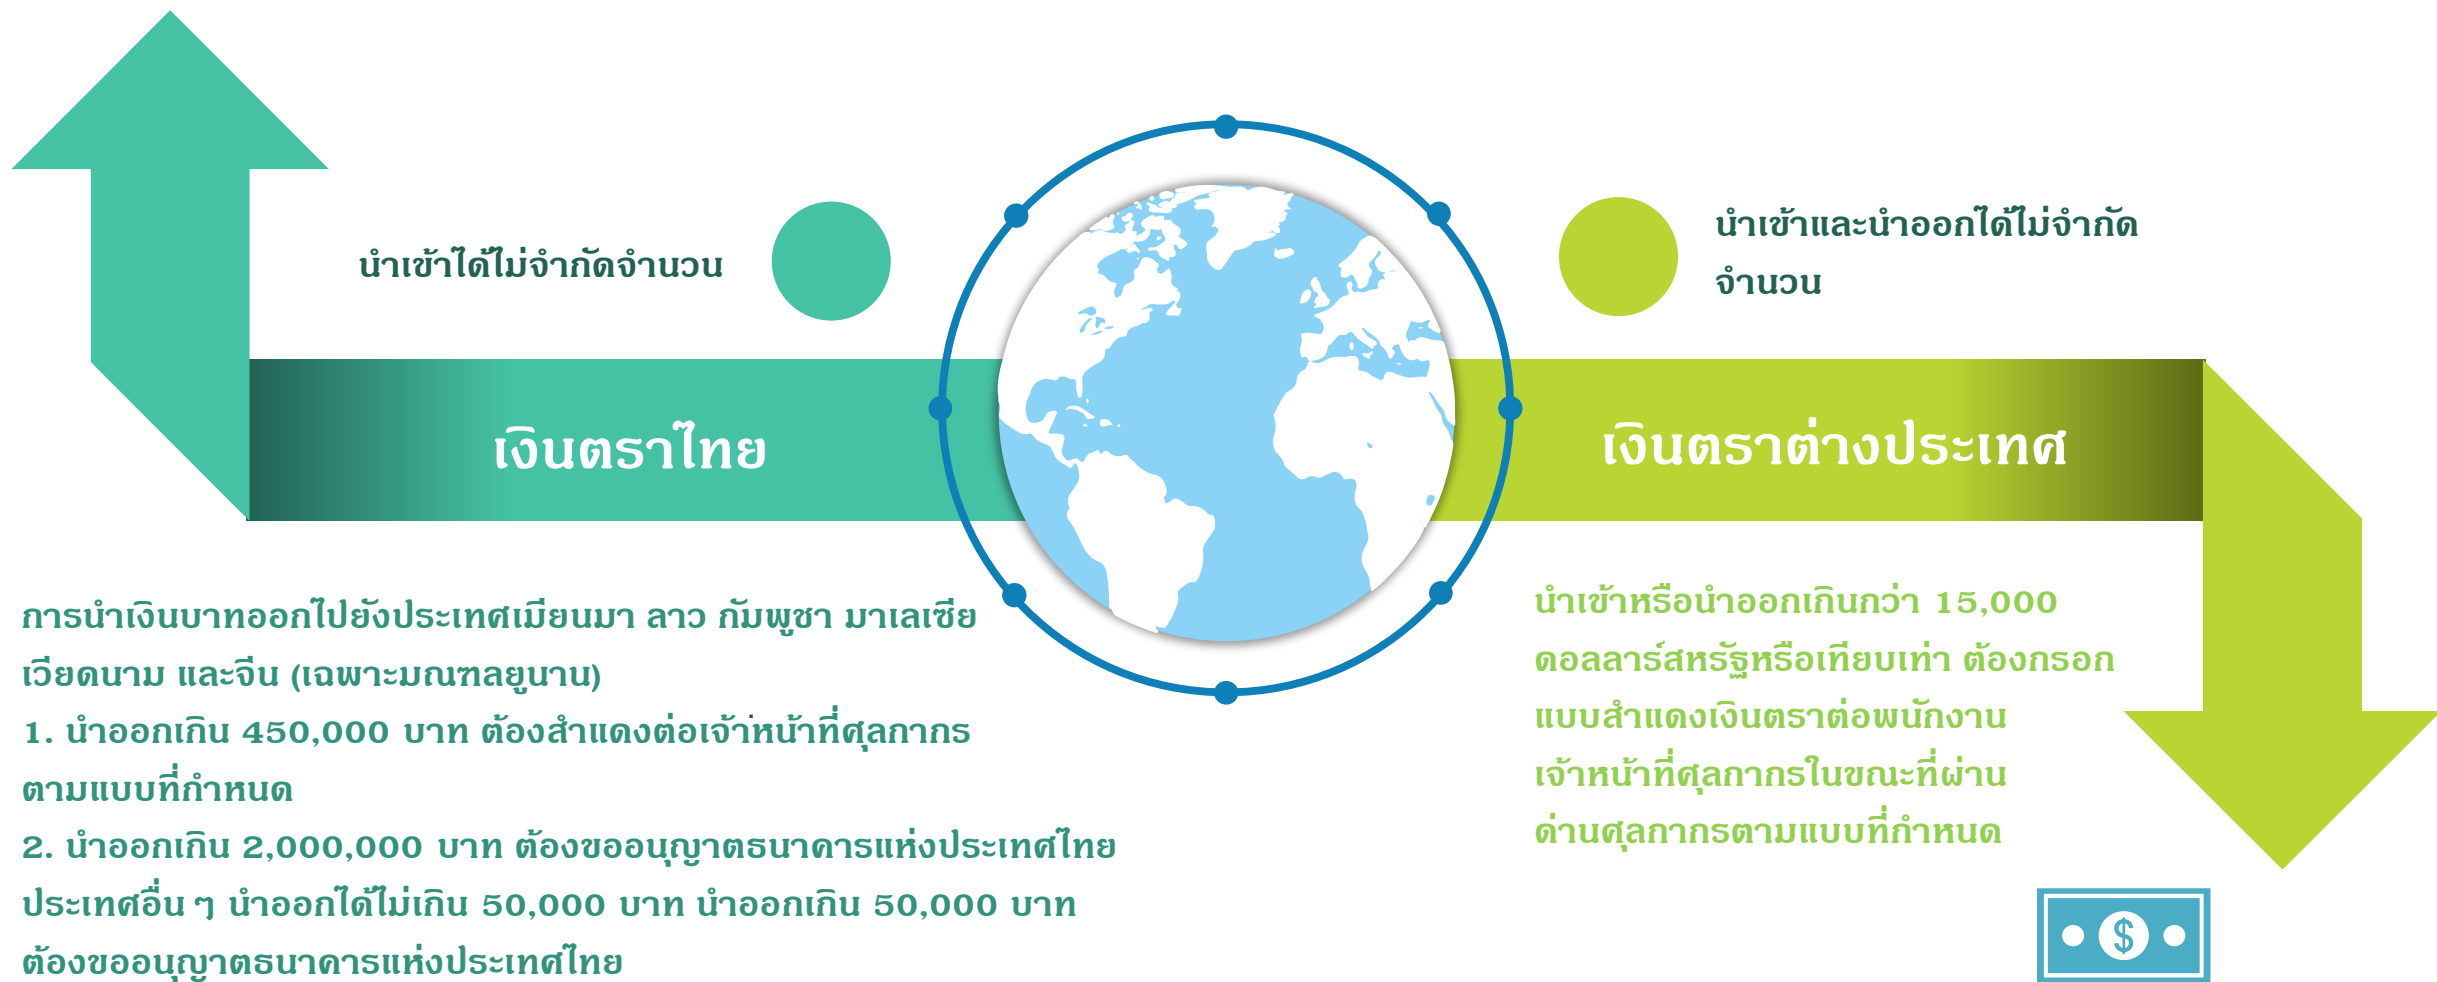 นำเข้าได้ไม่จำกัดจำนวน
เงินตราไทย
การนำเงินบาทออกไปยังประเทศเมียนมา ลาว กัมพูชา มาเลเซีย
เวียดนาม และจีน (เฉพาะมณฑลยูนาน)
1. นำออกเกิน 450,000 บาท ต้องสำแดงต่อเจ้าหน้าที่ศุลกากร
ตามแบบที่กำหนด
2. นำออกเกิน 2,000,000 บาท ต้องขออนุญาตธนาคารแห่งประเทศไทย
ประเทศอื่น ๆ นำออกได้ไม่เกิน 50,000 บาท นำออกเกิน 50,000 บาท
ต้องขออนุญาตธนาคารแห่งประเทศไทย
นำเข้าและนำออกได้ไม่จำกัด
จำนวน
เงินตราต่างประเทศ
นำเข้าหรือนำออกเกินกว่า 15,000
ดอลลาร์สหรัฐหรือเทียบเท่า ต้องกรอก
แบบสำแดงเงินตราต่อพนักงาน
เจ้าหน้าที่ศุลกากรในขณะที่ผ่าน
ด่านศุลกากรตามแบบที่กำหนด
$